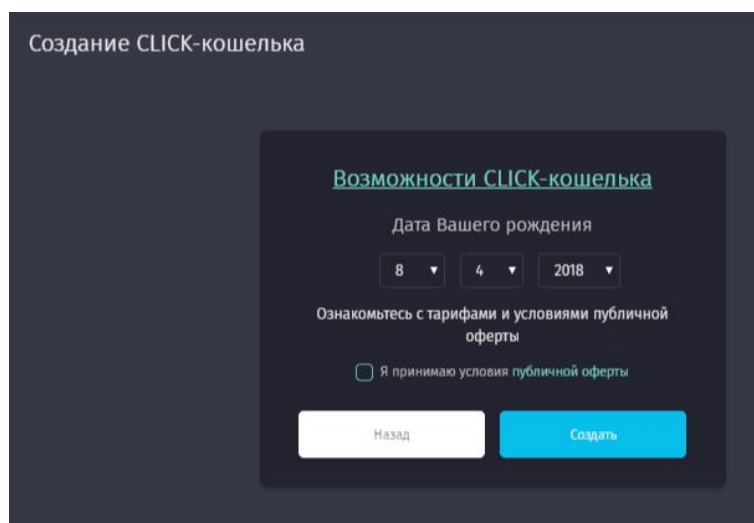 Создание CLICK-кошелька
Возможности CLICK-кошелька
Дата Вашего рождения
8 4 2018
Ознакомьтесь с тарифами и условиями публичной
оферты
Я принимаю условия публичной оферты
Назад Создать